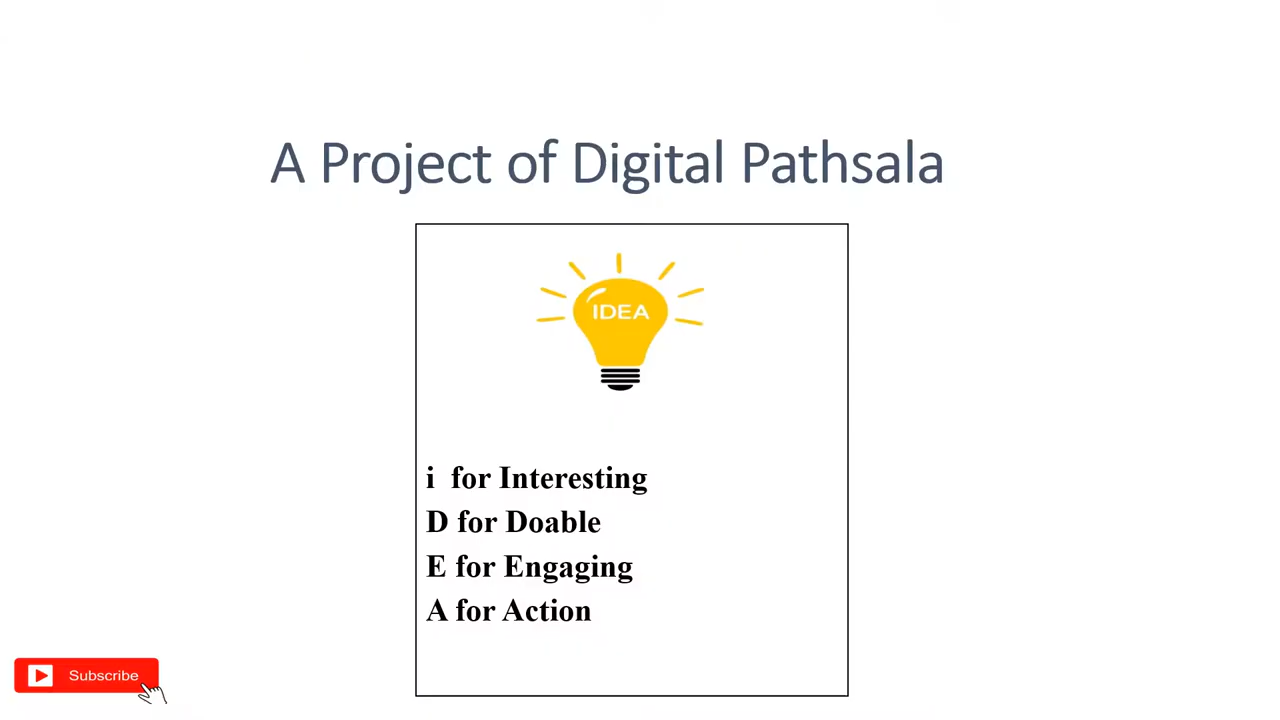 A Project of Digital Pathsala
IDEA
i for Interesting
D for Doable
E for Engaging
A for Action
Subscribe